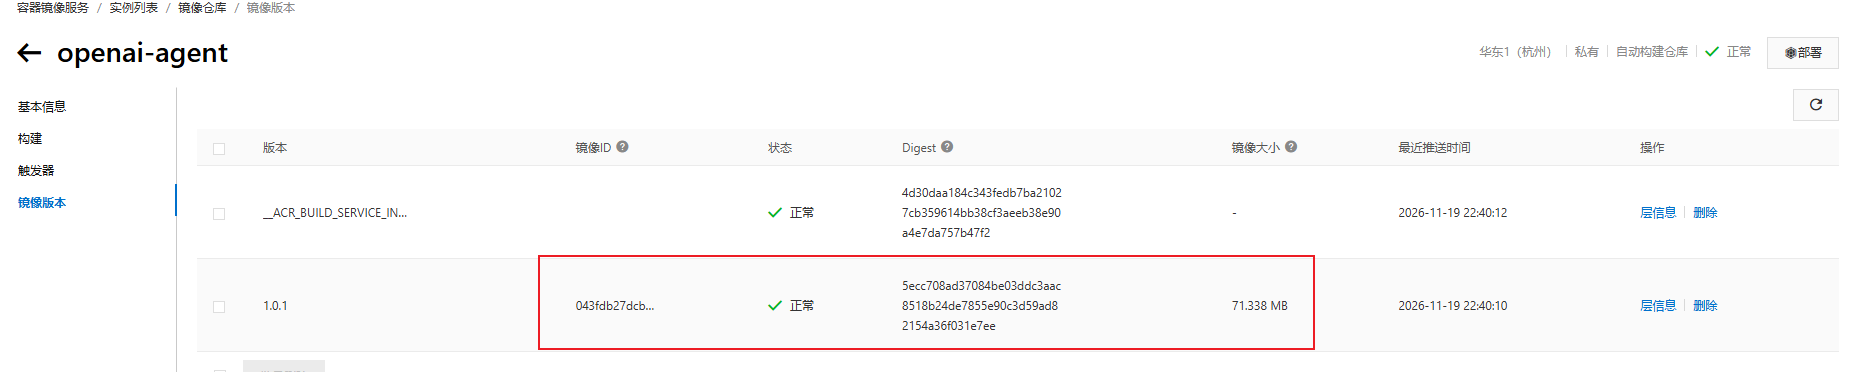 容器镜像服务 / 实例列表 / 镜像仓库 / 镜像版本
openai-agent
华东1（杭州） 私有 自动构建仓库 正常 部署
基本信息
构建
触发器
镜像版本
版本 镜像ID 状态 Digest 镜像大小 最近推送时间 操作
__ACR_BUILD_SERVICE_IN... 正常 4d30daa184c343fedb7ba2102
7cb359614bb38cf3aeeb38e90
a4e7da757b47f2 - 2026-11-19 22:40:12 层信息 删除
1.0.1 043fdb27dcb... 正常 5ecc708ad37084be03ddc3aac
8518b24de7855e90c3d59ad8
2154a36f031e7ee 71.338 MB 2026-11-19 22:40:10 层信息 删除